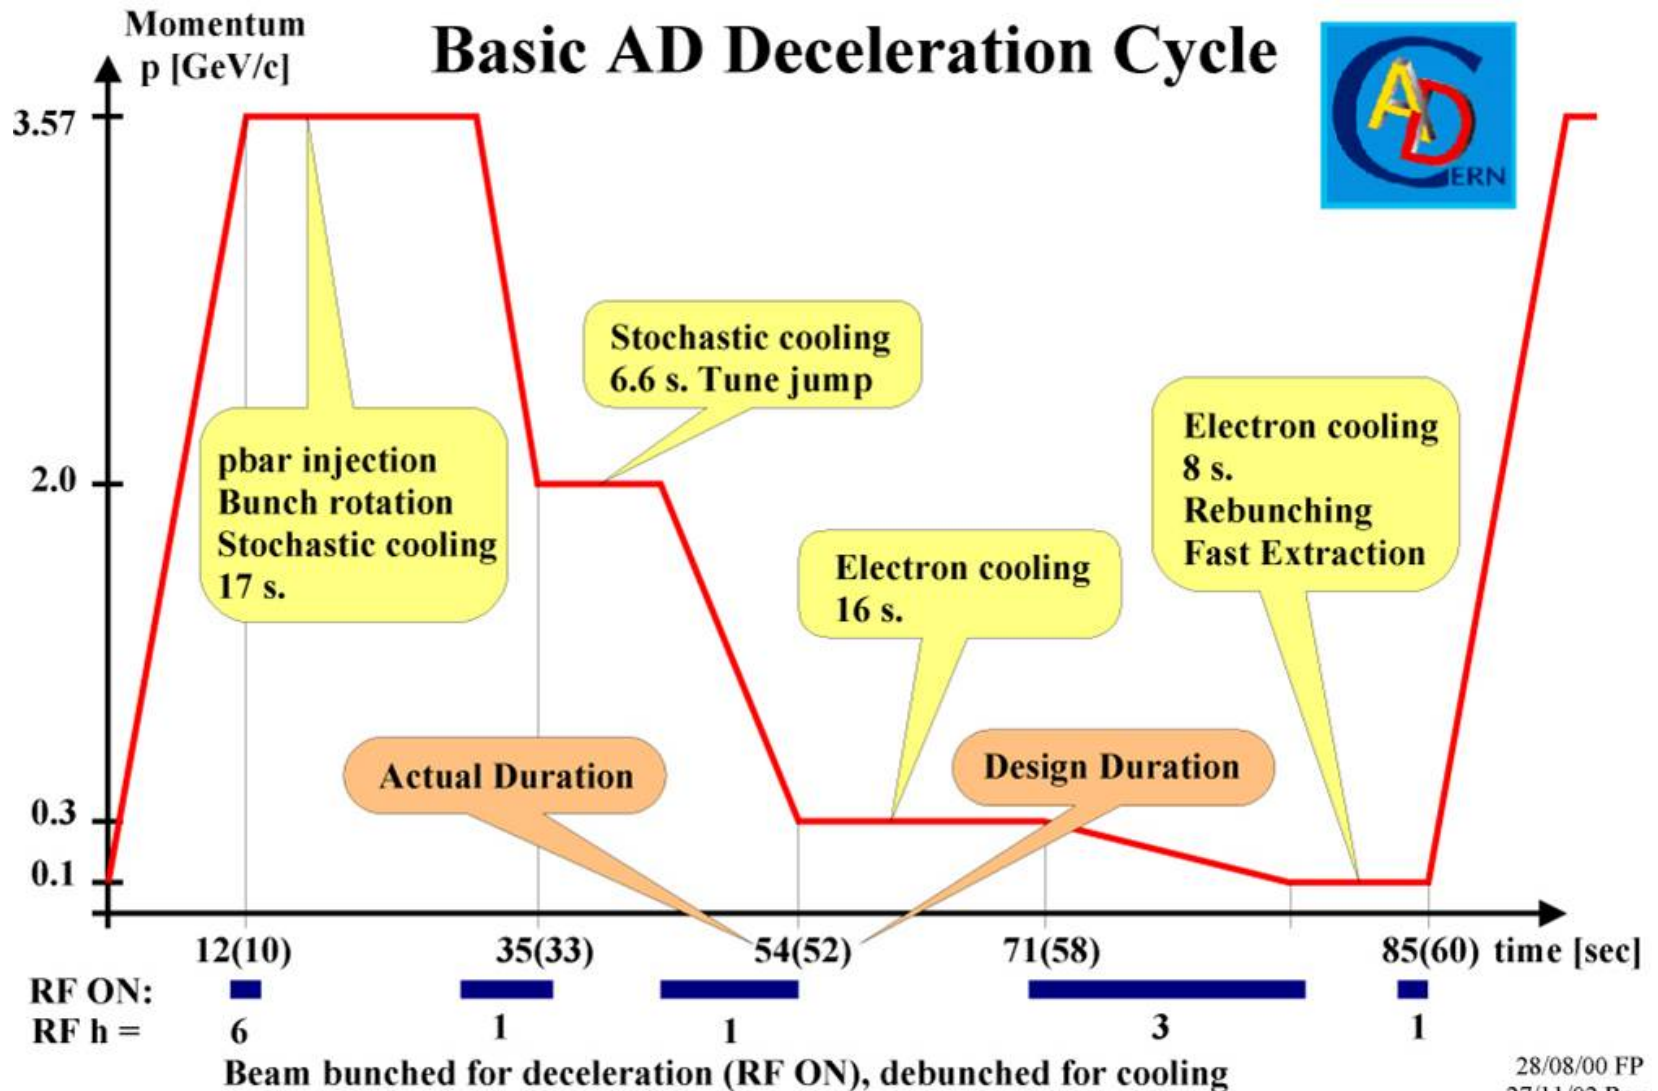 Basic AD Deceleration Cycle
Momentum
p [GeV/c]
A
D
ERN
3.57
2.0
0.3
0.1
pbar injection
Bunch rotation
Stochastic cooling
17 s.
Stochastic cooling
6.6 s. Tune jump
Electron cooling
16 s.
Electron cooling
8 s.
Rebunching
Fast Extraction
Actual Duration
Design Duration
12(10) 35(33) 54(52) 71(58) 85(60) time [sec]
RF ON:
RF h = 6 1 1 3 1
Beam bunched for deceleration (RF ON), debunched for cooling
28/08/00 FP